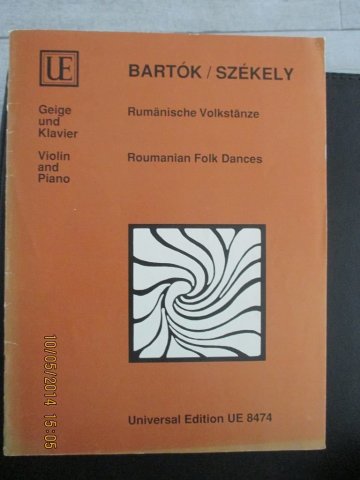 UE
BARTÓK / SZÉKELY
Geige
und
Klavier
Rumänische Volkstänze
Violin
and
Piano
Roumanian Folk Dances
Universal Edition UE 8474
10/05/2014 15:05